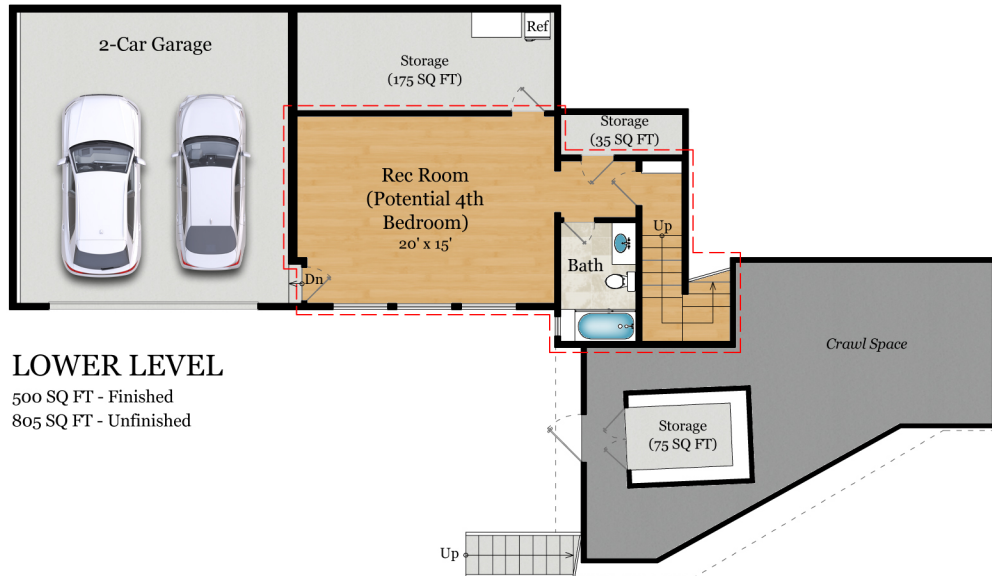 2-Car Garage
Ref
Storage
(175 SQ FT)
Storage
(35 SQ FT)
Rec Room
(Potential 4th
Bedroom)
20' x 15'
Up
Bath
Dn
Crawl Space
LOWER LEVEL
500 SQ FT - Finished
805 SQ FT - Unfinished
Storage
(75 SQ FT)
Up